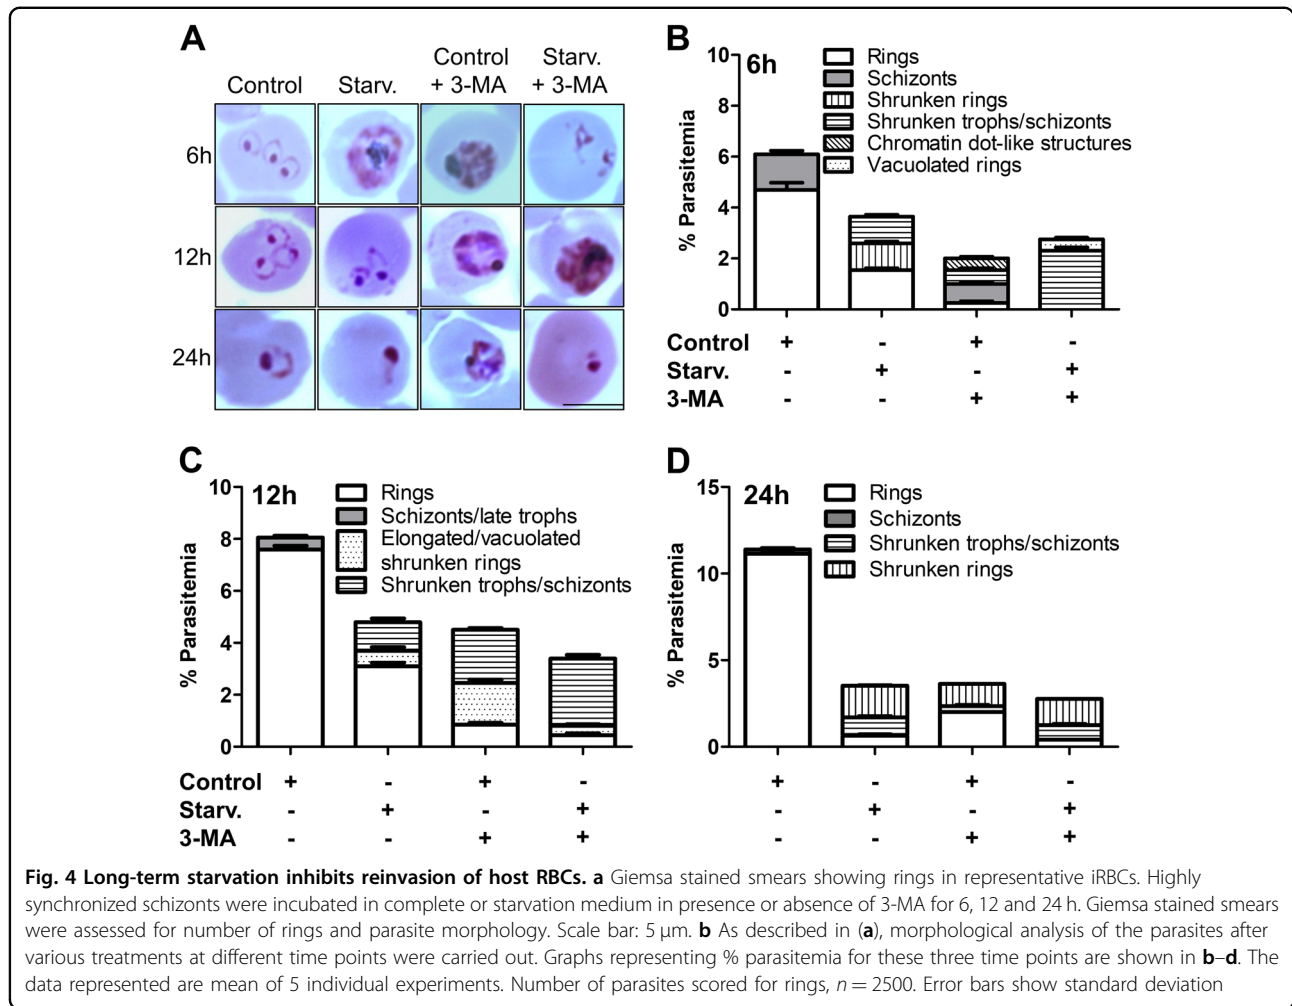 A
Control
Starv.
Control
+ 3-MA
Starv.
+ 3-MA
6h
12h
24h
B
6h
Rings
Schizonts
Shrunken rings
Shrunken trophs/schizonts
Chromatin dot-like structures
Vacuolated rings
% Parasitemia
10
8
6
4
2
0
Control + - + -
Starv. - + - +
3-MA - - + +
C
12h
Rings
Schizonts/late trophs
Elongated/vacuolated
shrunken rings
Shrunken trophs/schizonts
% Parasitemia
10
8
6
4
2
0
Control + - + -
Starv. - + - +
3-MA - - + +
D
24h
Rings
Schizonts
Shrunken trophs/schizonts
Shrunken rings
% Parasitemia
15
10
5
0
+ - + -
- + - +
- - + +
Fig. 4 Long-term starvation inhibits reinvasion of host RBCs. a Giemsa stained smears showing rings in representative iRBCs. Highly
synchronized schizonts were incubated in complete or starvation medium in presence or absence of 3-MA for 6, 12 and 24 h. Giemsa stained smears
were assessed for number of rings and parasite morphology. Scale bar: 5 µm. b As described in (a), morphological analysis of the parasites after
various treatments at different time points were carried out. Graphs representing % parasitemia for these three time points are shown in b–d. The
data represented are mean of 5 individual experiments. Number of parasites scored for rings, n = 2500. Error bars show standard deviation